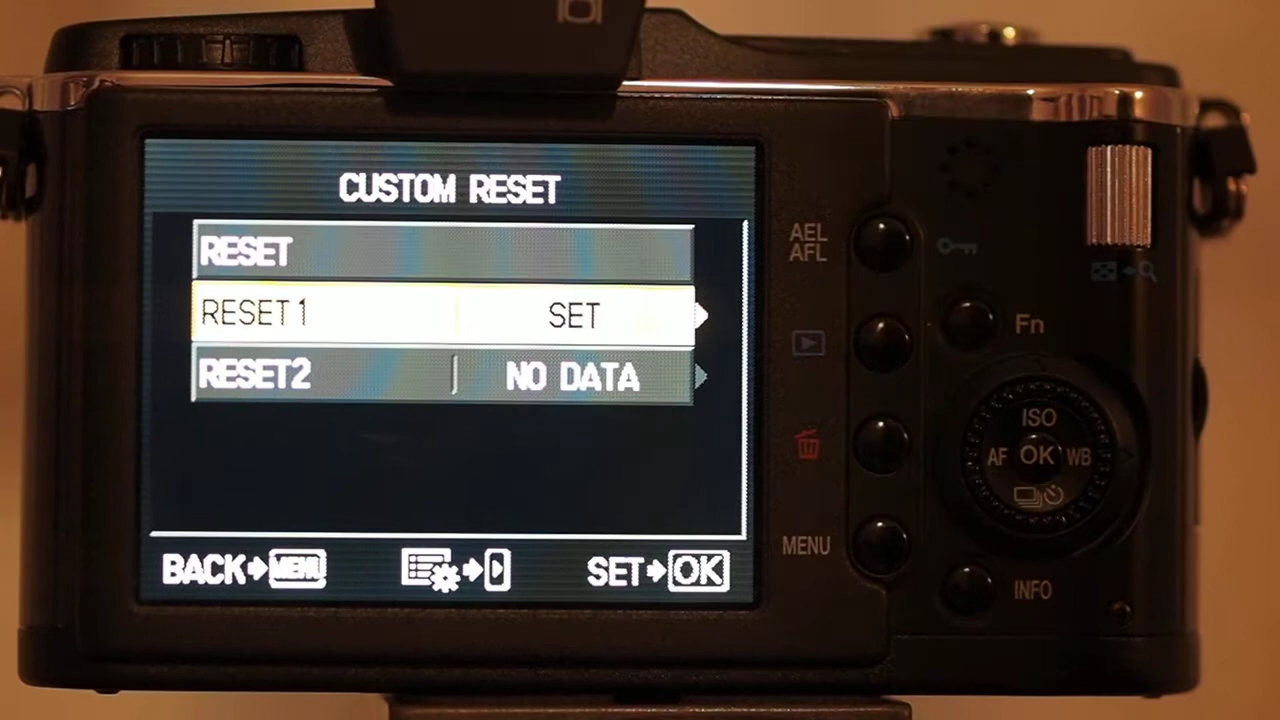 CUSTOM RESET
RESET
RESET 1 SET
RESET2 NO DATA
BACK MENU SET OK
AEL
AFL
Fn
ISO
AF OK WB
MENU
INFO